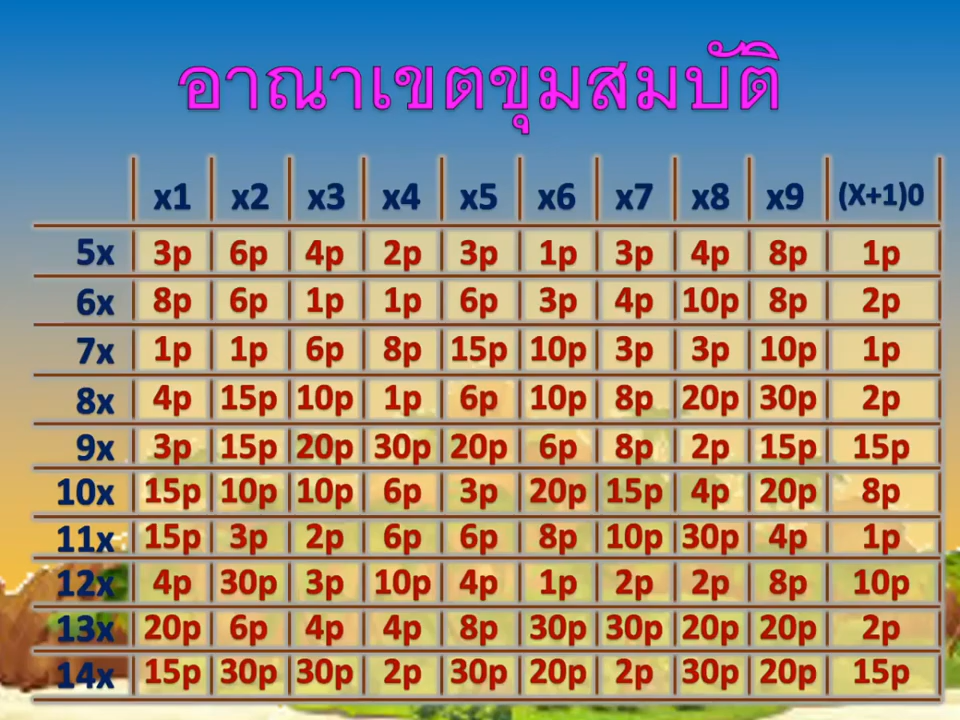 อาณาเขตขุมสมบัติ
x1 x2 x3 x4 x5 x6 x7 x8 x9 (X+1)0
5x 3p 6p 4p 2p 3p 1p 3p 4p 8p 1p
6x 8p 6p 1p 1p 6p 3p 4p 10p 8p 2p
7x 1p 1p 6p 8p 15p 10p 3p 3p 10p 1p
8x 4p 15p 10p 1p 6p 10p 8p 20p 30p 2p
9x 3p 15p 20p 30p 20p 6p 8p 2p 15p 15p
10x 15p 10p 10p 6p 3p 20p 15p 4p 20p 8p
11x 15p 3p 2p 6p 6p 8p 10p 30p 4p 1p
12x 4p 30p 3p 10p 4p 1p 2p 2p 8p 10p
13x 20p 6p 4p 4p 8p 30p 30p 20p 20p 2p
14x 15p 30p 30p 2p 30p 20p 2p 30p 20p 15p